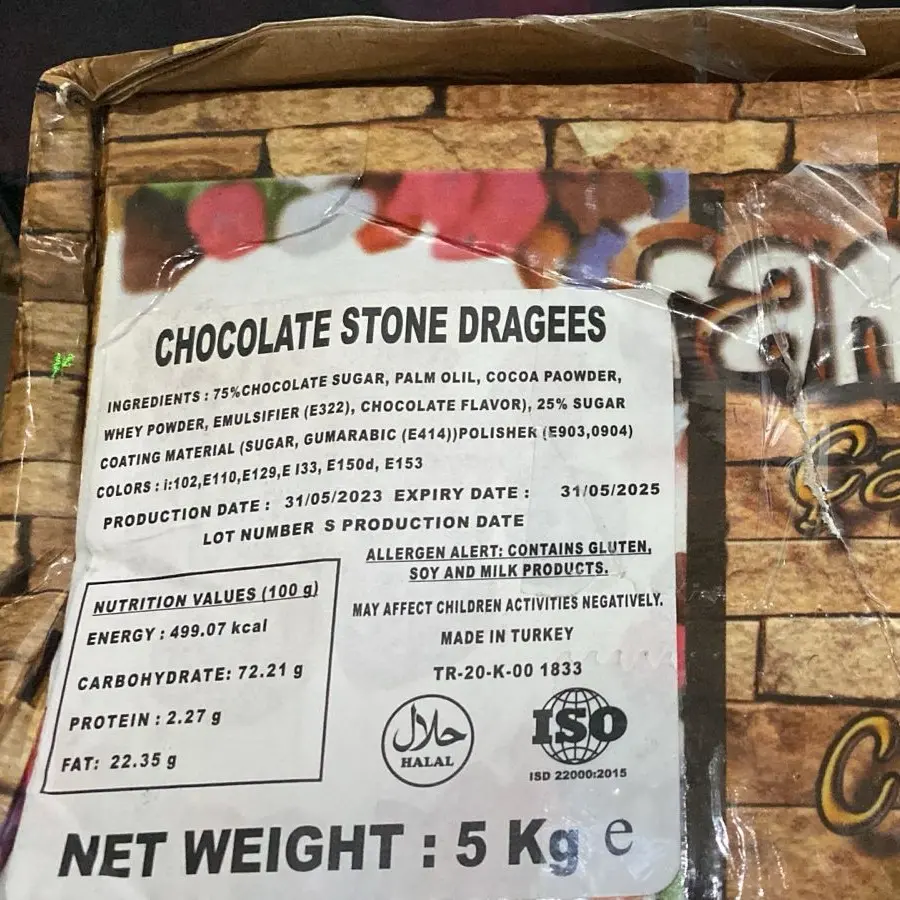 CHOCOLATE STONE DRAGEES
INGREDIENTS : 75%CHOCOLATE SUGAR, PALM OLIL, COCOA PAOWDER,
WHEY POWDER, EMULSIFIER (E322), CHOCOLATE FLAVOR), 25% SUGAR
COATING MATERIAL (SUGAR, GUMARABIC (E414))POLISHER (E903,0904)
COLORS : i:102,E110,E129,E I33, E150d, E153
PRODUCTION DATE : 31/05/2023 EXPIRY DATE : 31/05/2025
LOT NUMBER S PRODUCTION DATE
ALLERGEN ALERT: CONTAINS GLUTEN,
SOY AND MILK PRODUCTS.
MAY AFFECT CHILDREN ACTIVITIES NEGATIVELY.
MADE IN TURKEY
TR-20-K-00 1833
NUTRITION VALUES (100 g)
ENERGY : 499.07 kcal
CARBOHYDRATE: 72.21 g
PROTEIN : 2.27 g
FAT: 22.35 g
حلال
HALAL
ISO
ISD 22000:2015
NET WEIGHT : 5 Kg e